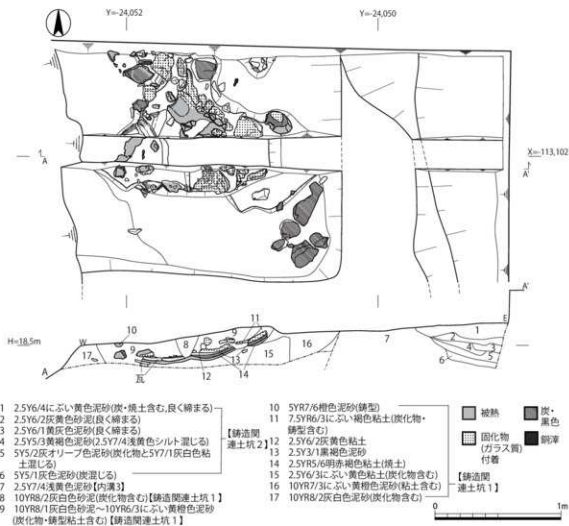 Y=-24,052
Y=-24,050
X=-113,102
A
A'
A'
10
11
9
E
H=18.5m
W
17
9
8
13
15
16
7
1
2
3
4
5
6
A
瓦
12
14
1 2.5Y6/4にぶい黄色泥砂(炭・焼土含む,良く締まる)
2 2.5Y6/2灰黄色砂泥(良く締まる)
3 2.5Y6/1黄灰色泥砂(良く締まる)
4 2.5Y5/3黄褐色泥砂(2.5Y7/4浅黄色シルト混じる)
5 5Y5/2灰オリーブ色泥砂(炭化物と5Y7/1灰白色粘
土混じる)
6 5Y5/1灰色泥砂(炭混じる)
【鋳造関
連土坑2】
7 2.5Y7/4浅黄色泥砂【内溝3】
8 10YR8/2灰白色砂泥(炭化物含む)【鋳造関連土坑1】
9 10YR8/1灰白色砂泥〜10YR6/3にぶい黄橙色泥砂
(炭化物・鋳型粘土含む)【鋳造関連土坑1】
10 5YR7/6橙色泥砂(鋳型)
11 7.5YR6/3にぶい褐色粘土(炭化物・
鋳型含む)
12 2.5Y6/2灰黄色粘土
13 2.5Y3/1黒褐色泥砂
14 2.5YR5/6明赤褐色粘土(焼土)
15 2.5Y6/3にぶい黄色粘土(炭化物含む)
16 10YR7/3にぶい黄橙色泥砂(粘土含む)
17 10YR8/2灰白色泥砂(炭化物含む)
【鋳造関
連土坑1】
被熱
炭・
黒色
固化物
(ガラス質)
付着
銅滓
0
1m